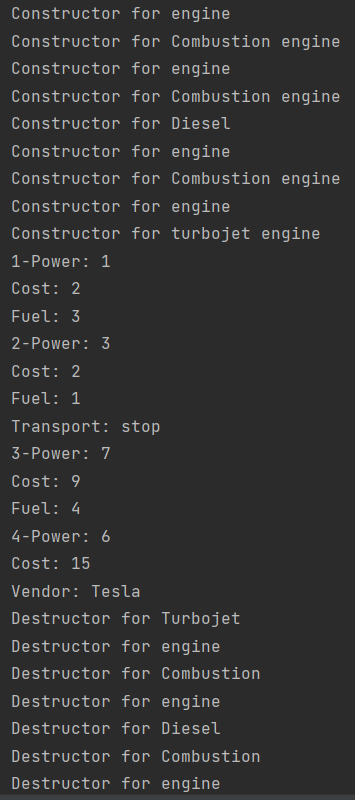 Constructor for engine
Constructor for Combustion engine
Constructor for engine
Constructor for Combustion engine
Constructor for Diesel
Constructor for engine
Constructor for Combustion engine
Constructor for engine
Constructor for turbojet engine
1-Power: 1
Cost: 2
Fuel: 3
2-Power: 3
Cost: 2
Fuel: 1
Transport: stop
3-Power: 7
Cost: 9
Fuel: 4
4-Power: 6
Cost: 15
Vendor: Tesla
Destructor for Turbojet
Destructor for engine
Destructor for Combustion
Destructor for engine
Destructor for Diesel
Destructor for Combustion
Destructor for engine